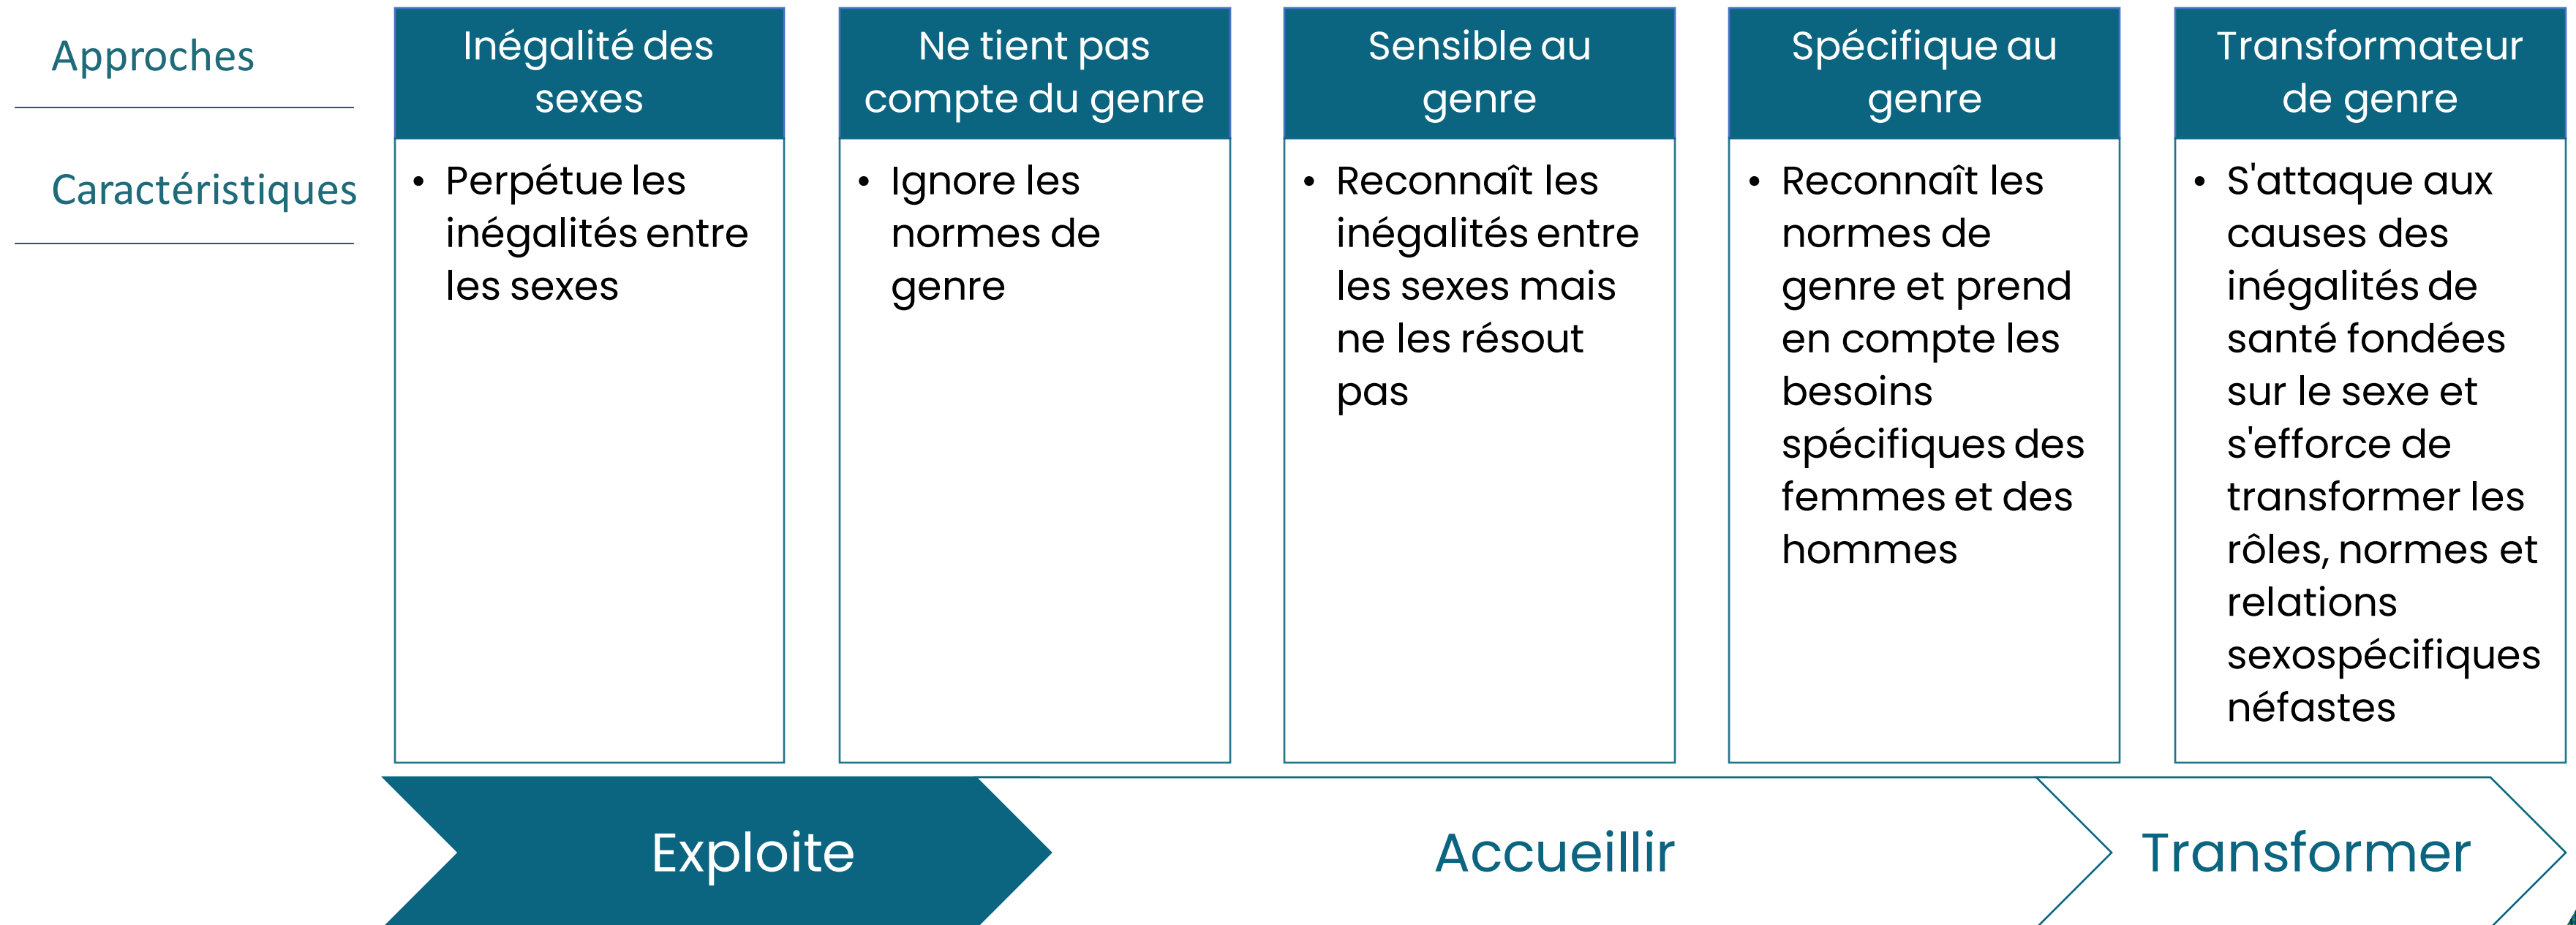 Approches
Caractéristiques
Inégalité des
sexes
• Perpétue les
inégalités entre
les sexes
Ne tient pas
compte du genre
• Ignore les
normes de
genre
Sensible au
genre
• Reconnaît les
inégalités entre
les sexes mais
ne les résout
pas
Spécifique au
genre
• Reconnaît les
normes de
genre et prend
en compte les
besoins
spécifiques des
femmes et des
hommes
Transformateur
de genre
• S'attaque aux
causes des
inégalités de
santé fondées
sur le sexe et
s'efforce de
transformer les
rôles, normes et
relations
sexospécifiques
néfastes
Exploite
Accueillir
Transformer